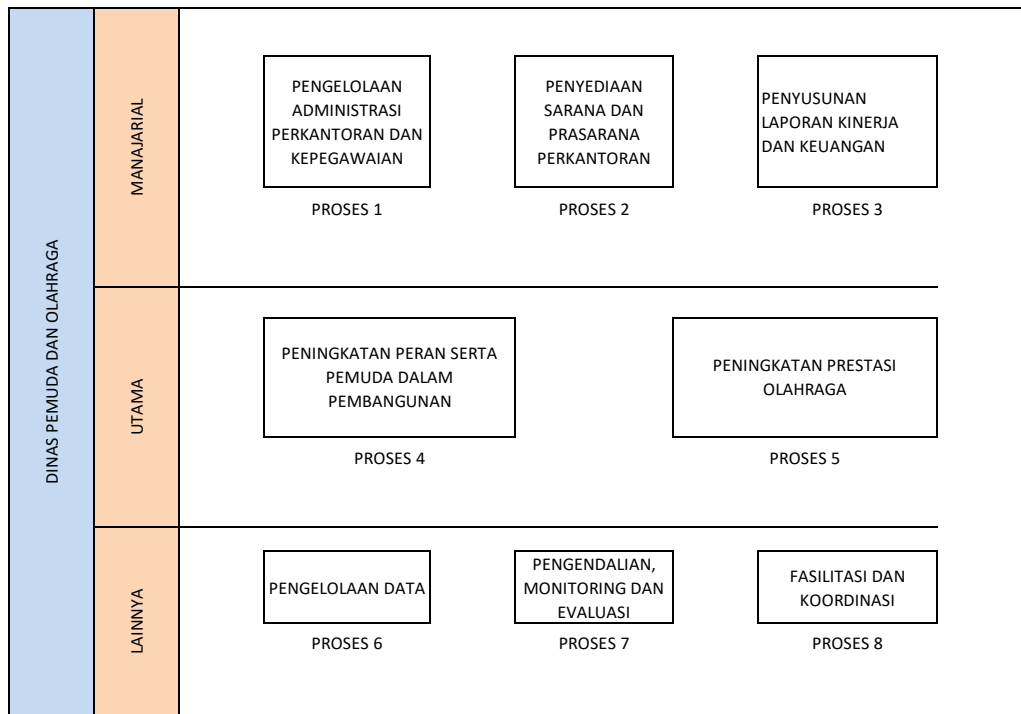 DINAS PEMUDA DAN OLAHRAGA
MANAJARIAL
PENGELOLAAN
ADMINISTRASI
PERKANTORAN DAN
KEPEGAWAIAN
PROSES 1
PENYEDIAAN
SARANA DAN
PRASARANA
PERKANTORAN
PROSES 2
PENYUSUNAN
LAPORAN KINERJA
DAN KEUANGAN
PROSES 3
UTAMA
PENINGKATAN PERAN SERTA
PEMUDA DALAM
PEMBANGUNAN
PROSES 4
PENINGKATAN PRESTASI
OLAHRAGA
PROSES 5
LAINNYA
PENGELOLAAN DATA
PROSES 6
PENGENDALIAN,
MONITORING DAN
EVALUASI
PROSES 7
FASILITASI DAN
KOORDINASI
PROSES 8